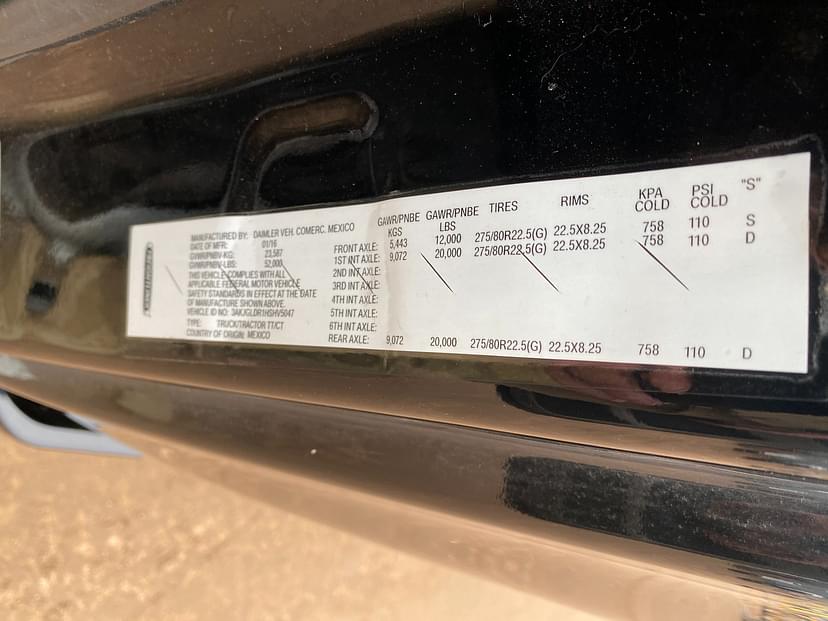 FREIGHTLINER
MANUFACTURED BY: DAIMLER VEH. COMERC. MEXICO
DATE OF MFR: 01/16
GVWR/PNBV-KG: 23,587
GVWR/PNBV-LBS: 52,000
THIS VEHICLE COMPLIES WITH ALL
APPLICABLE FEDERAL MOTOR VEHICLE
SAFETY STANDARDS IN EFFECT AT THE DATE
OF MANUFACTURE SHOWN ABOVE.
VEHICLE ID NO: 3AKJGLDR1HSHV5047
TYPE: TRUCK/TRACTOR TT/CT
COUNTRY OF ORIGIN: MEXICO
GAWR/PNBE KGS GAWR/PNBE LBS TIRES RIMS KPA COLD PSI COLD "S"
FRONT AXLE: 5,443 12,000 275/80R22.5(G) 22.5X8.25 758 110 S
1ST INT AXLE: 9,072 20,000 275/80R22.5(G) 22.5X8.25 758 110 D
2ND INT AXLE:
3RD INT AXLE:
4TH INT AXLE:
5TH INT AXLE:
6TH INT AXLE:
REAR AXLE: 9,072 20,000 275/80R22.5(G) 22.5X8.25 758 110 D